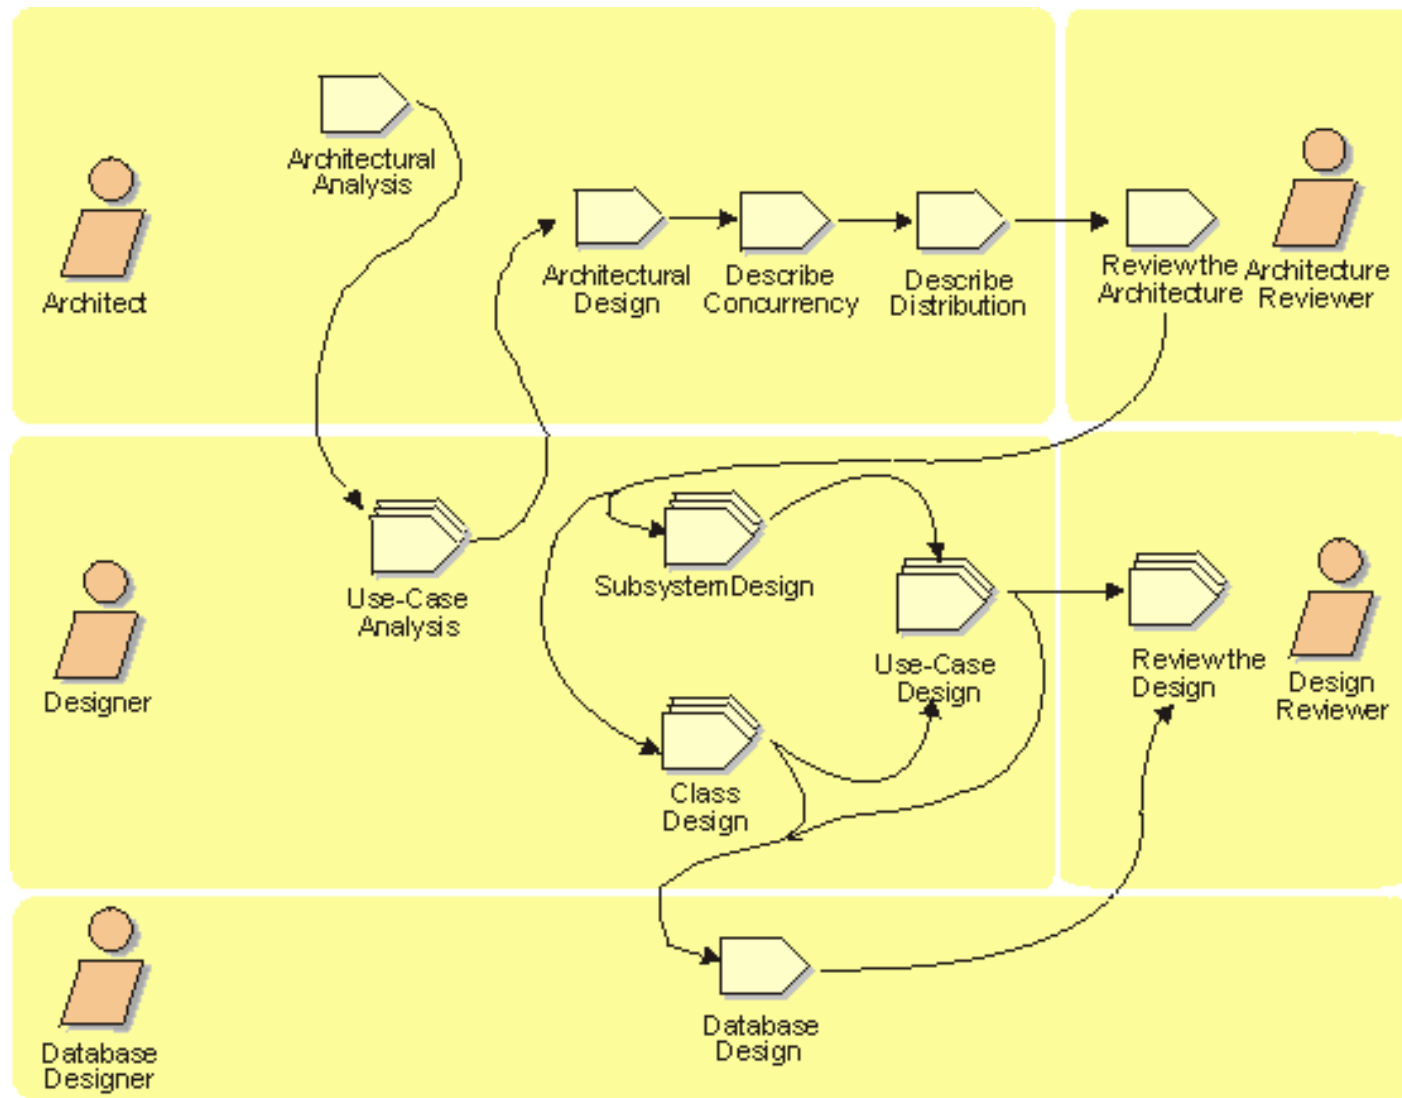 Architectural
Analysis
Architect
Architectural
Design
Describe
Concurrency
Describe
Distribution
Review the
Architecture
Architecture
Reviewer
Designer
Use-Case
Analysis
Subsystem Design
Use-Case
Design
Class
Design
Review the
Design
Design
Reviewer
Database
Designer
Database
Design